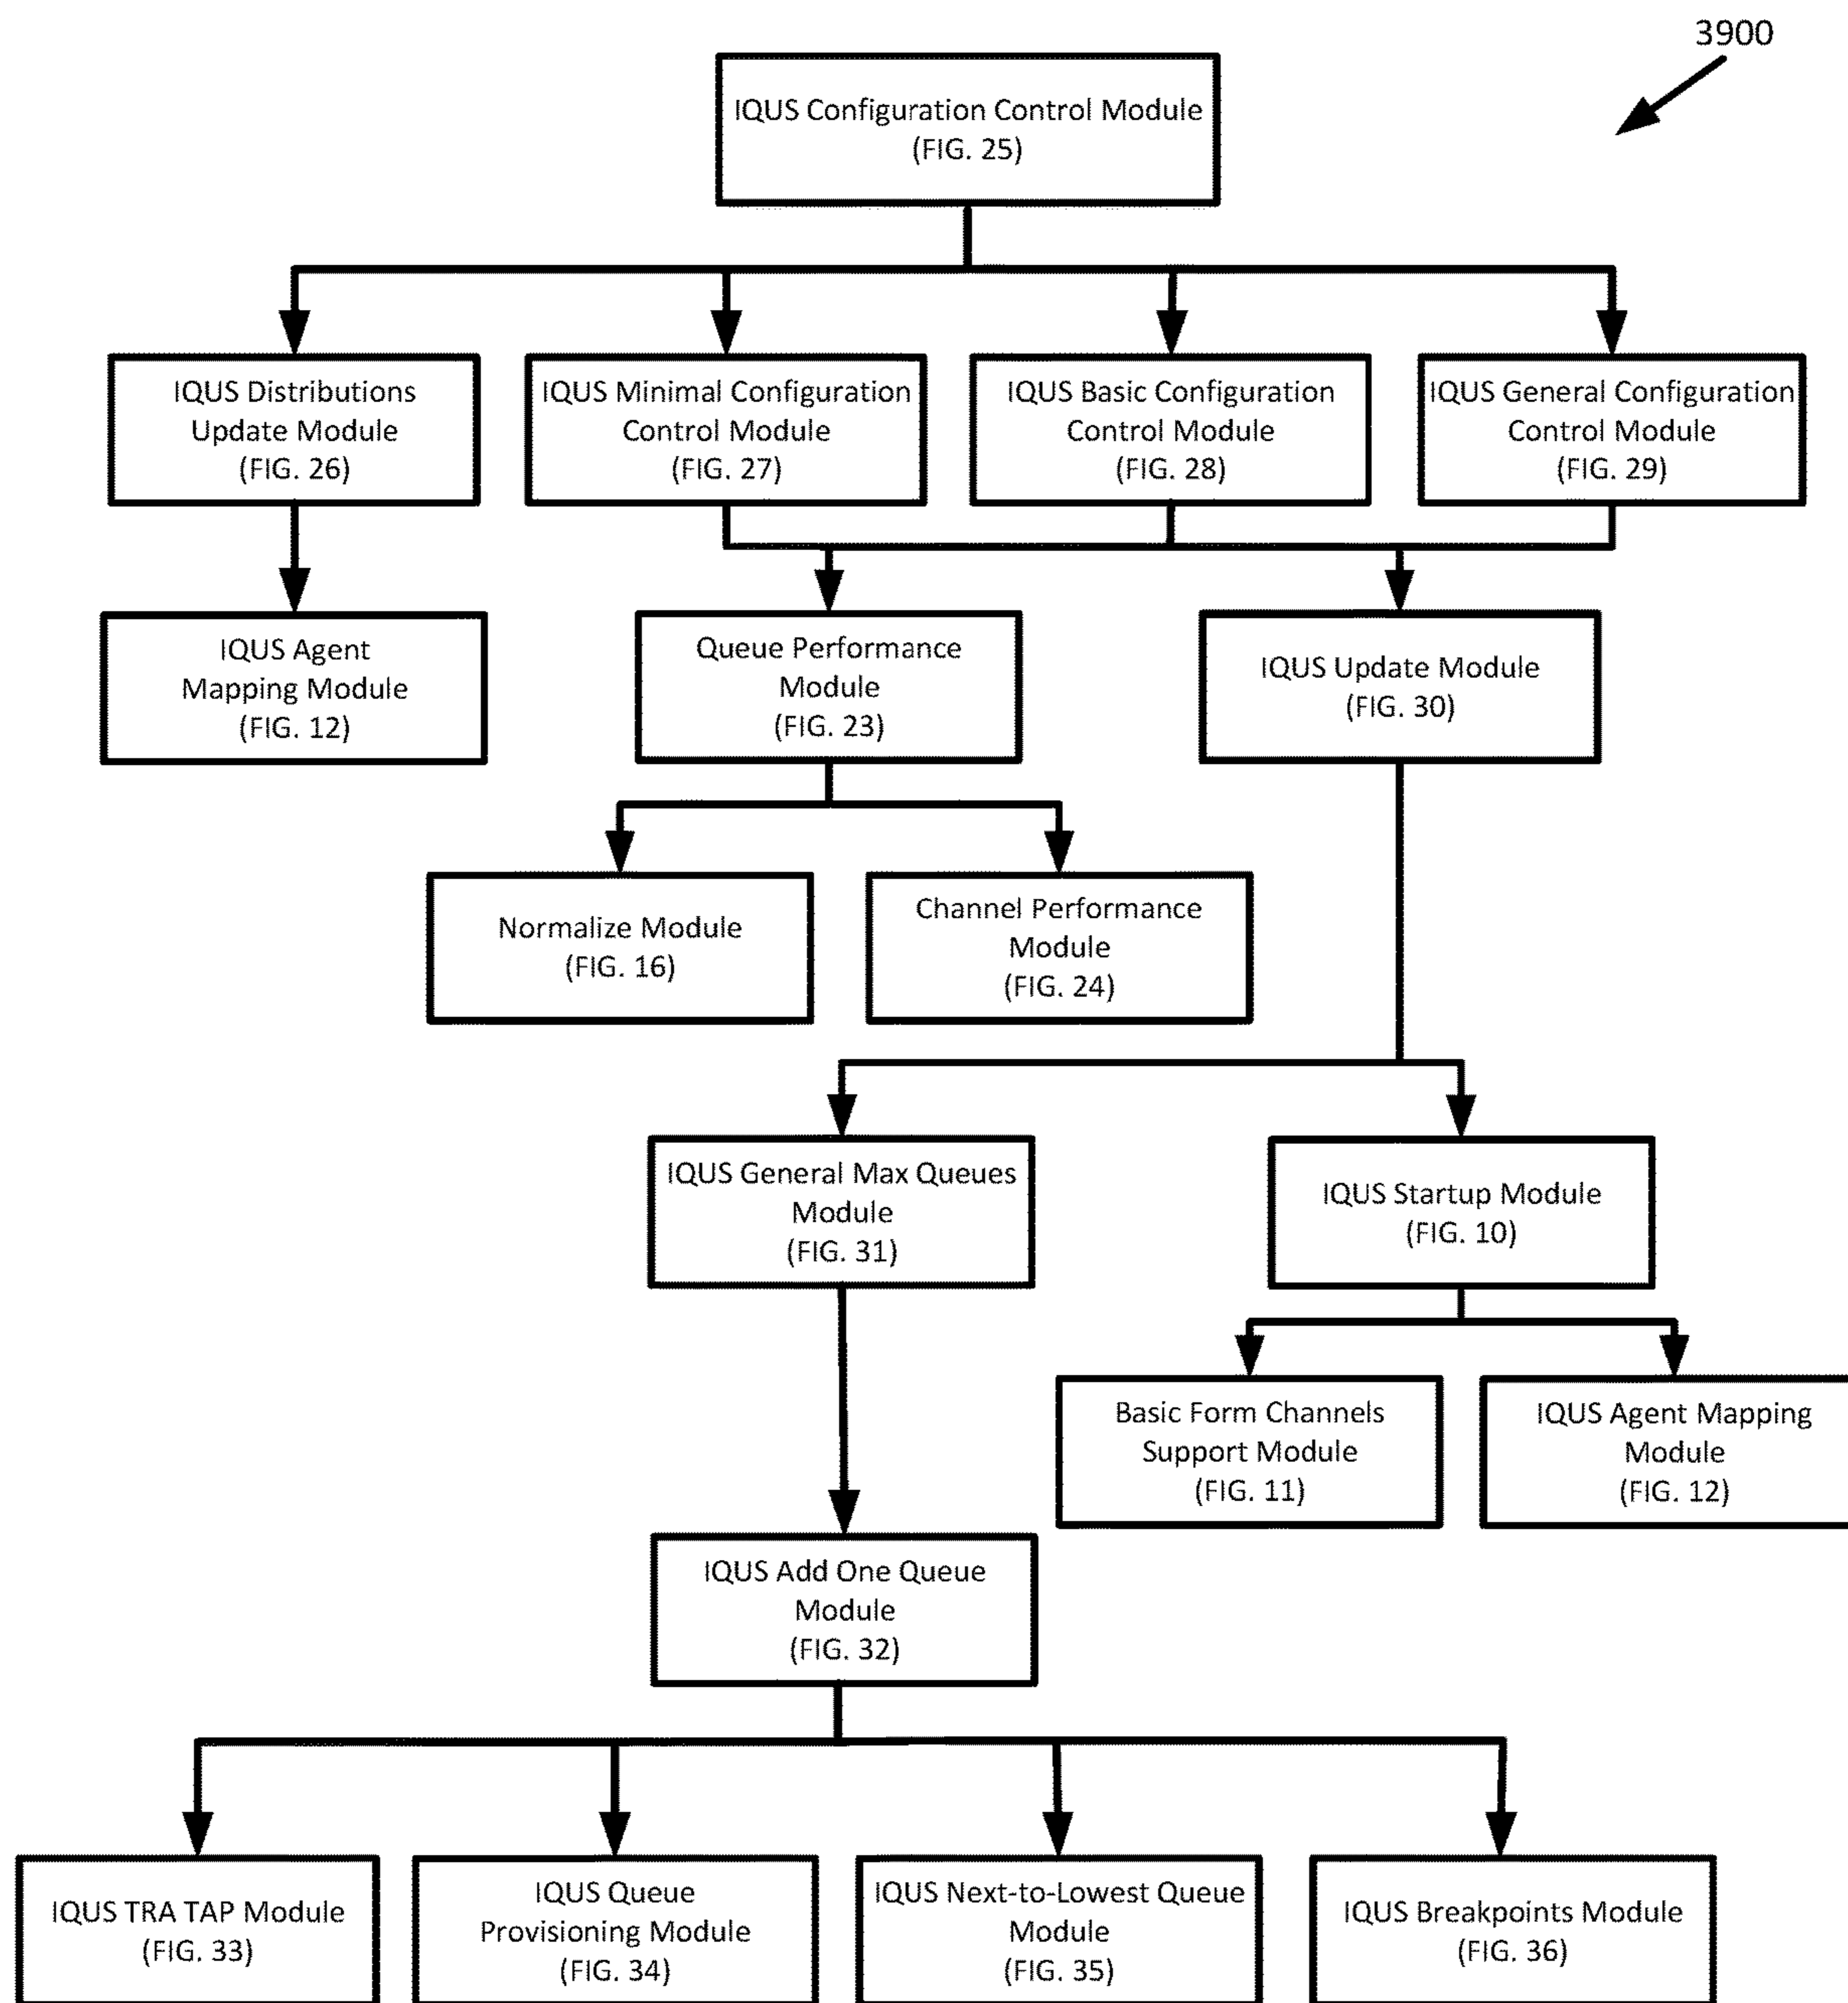 3900
IQUS Configuration Control Module
(FIG. 25)
IQUS Distributions
Update Module
(FIG. 26)
IQUS Minimal Configuration
Control Module
(FIG. 27)
IQUS Basic Configuration
Control Module
(FIG. 28)
IQUS General Configuration
Control Module
(FIG. 29)
IQUS Agent
Mapping Module
(FIG. 12)
Queue Performance
Module
(FIG. 23)
IQUS Update Module
(FIG. 30)
Normalize Module
(FIG. 16)
Channel Performance
Module
(FIG. 24)
IQUS General Max Queues
Module
(FIG. 31)
IQUS Startup Module
(FIG. 10)
Basic Form Channels
Support Module
(FIG. 11)
IQUS Agent Mapping
Module
(FIG. 12)
IQUS Add One Queue
Module
(FIG. 32)
IQUS TRA TAP Module
(FIG. 33)
IQUS Queue
Provisioning Module
(FIG. 34)
IQUS Next-to-Lowest Queue
Module
(FIG. 35)
IQUS Breakpoints Module
(FIG. 36)